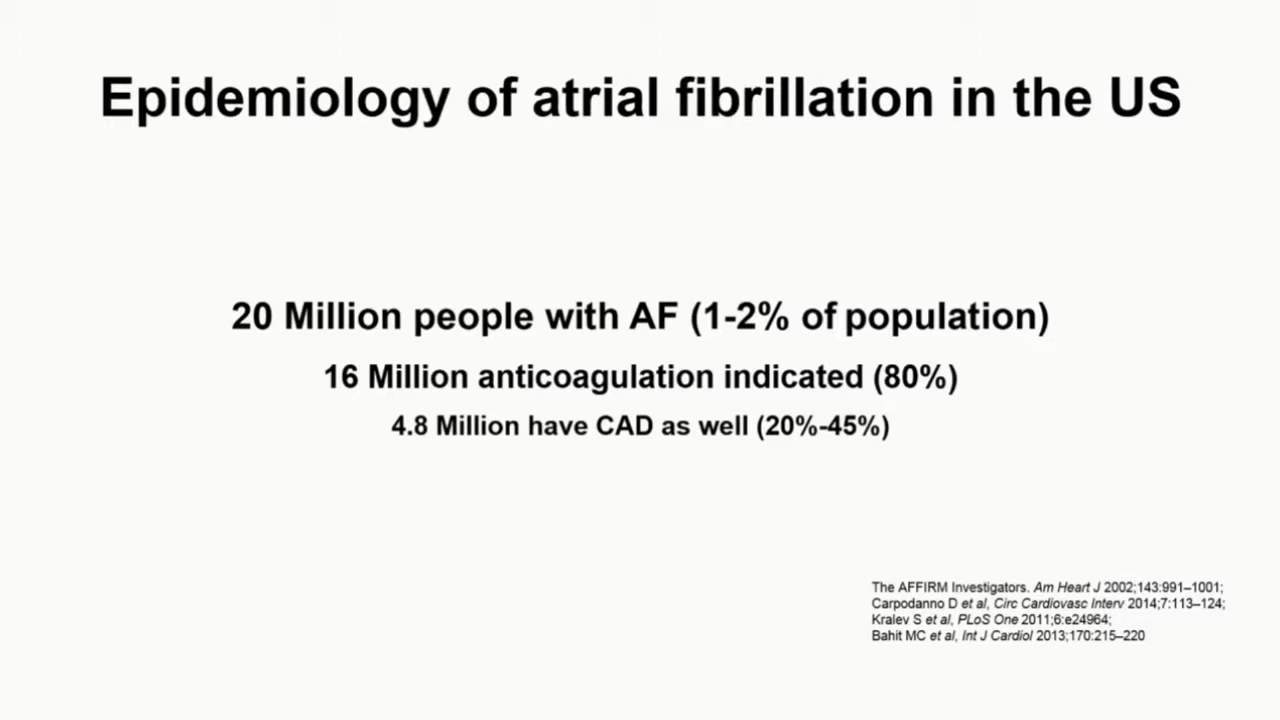 Epidemiology of atrial fibrillation in the US
20 Million people with AF (1-2% of population)
16 Million anticoagulation indicated (80%)
4.8 Million have CAD as well (20%-45%)
The AFFIRM Investigators. Am Heart J 2002;143:991–1001;
Carpodanno D et al, Circ Cardiovasc Interv 2014;7:113–124;
Kralev S et al, PLoS One 2011;6:e24964;
Bahit MC et al, Int J Cardiol 2013;170:215–220